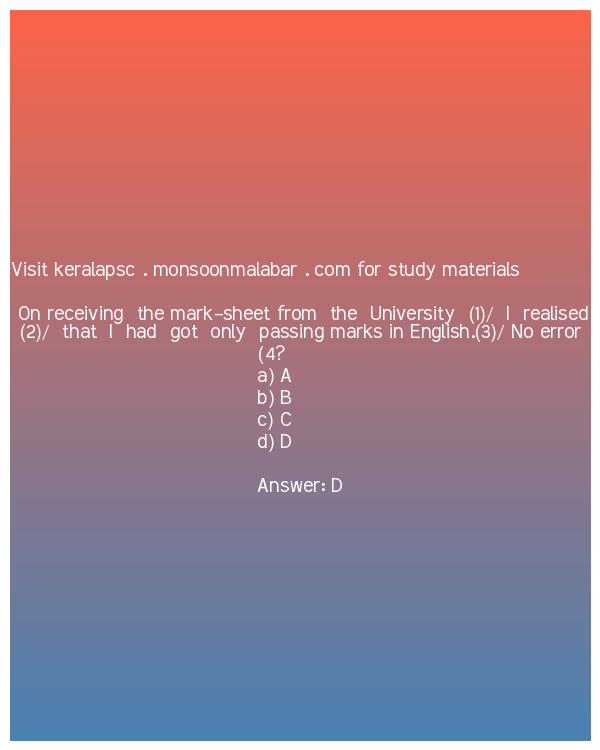 Visit keralapsc . monsoonmalabar . com for study materials
On receiving the mark-sheet from the University (1)/ I realised
(2)/ that I had got only passing marks in English.(3)/ No error
(4?
a) A
b) B
c) C
d) D
Answer: D